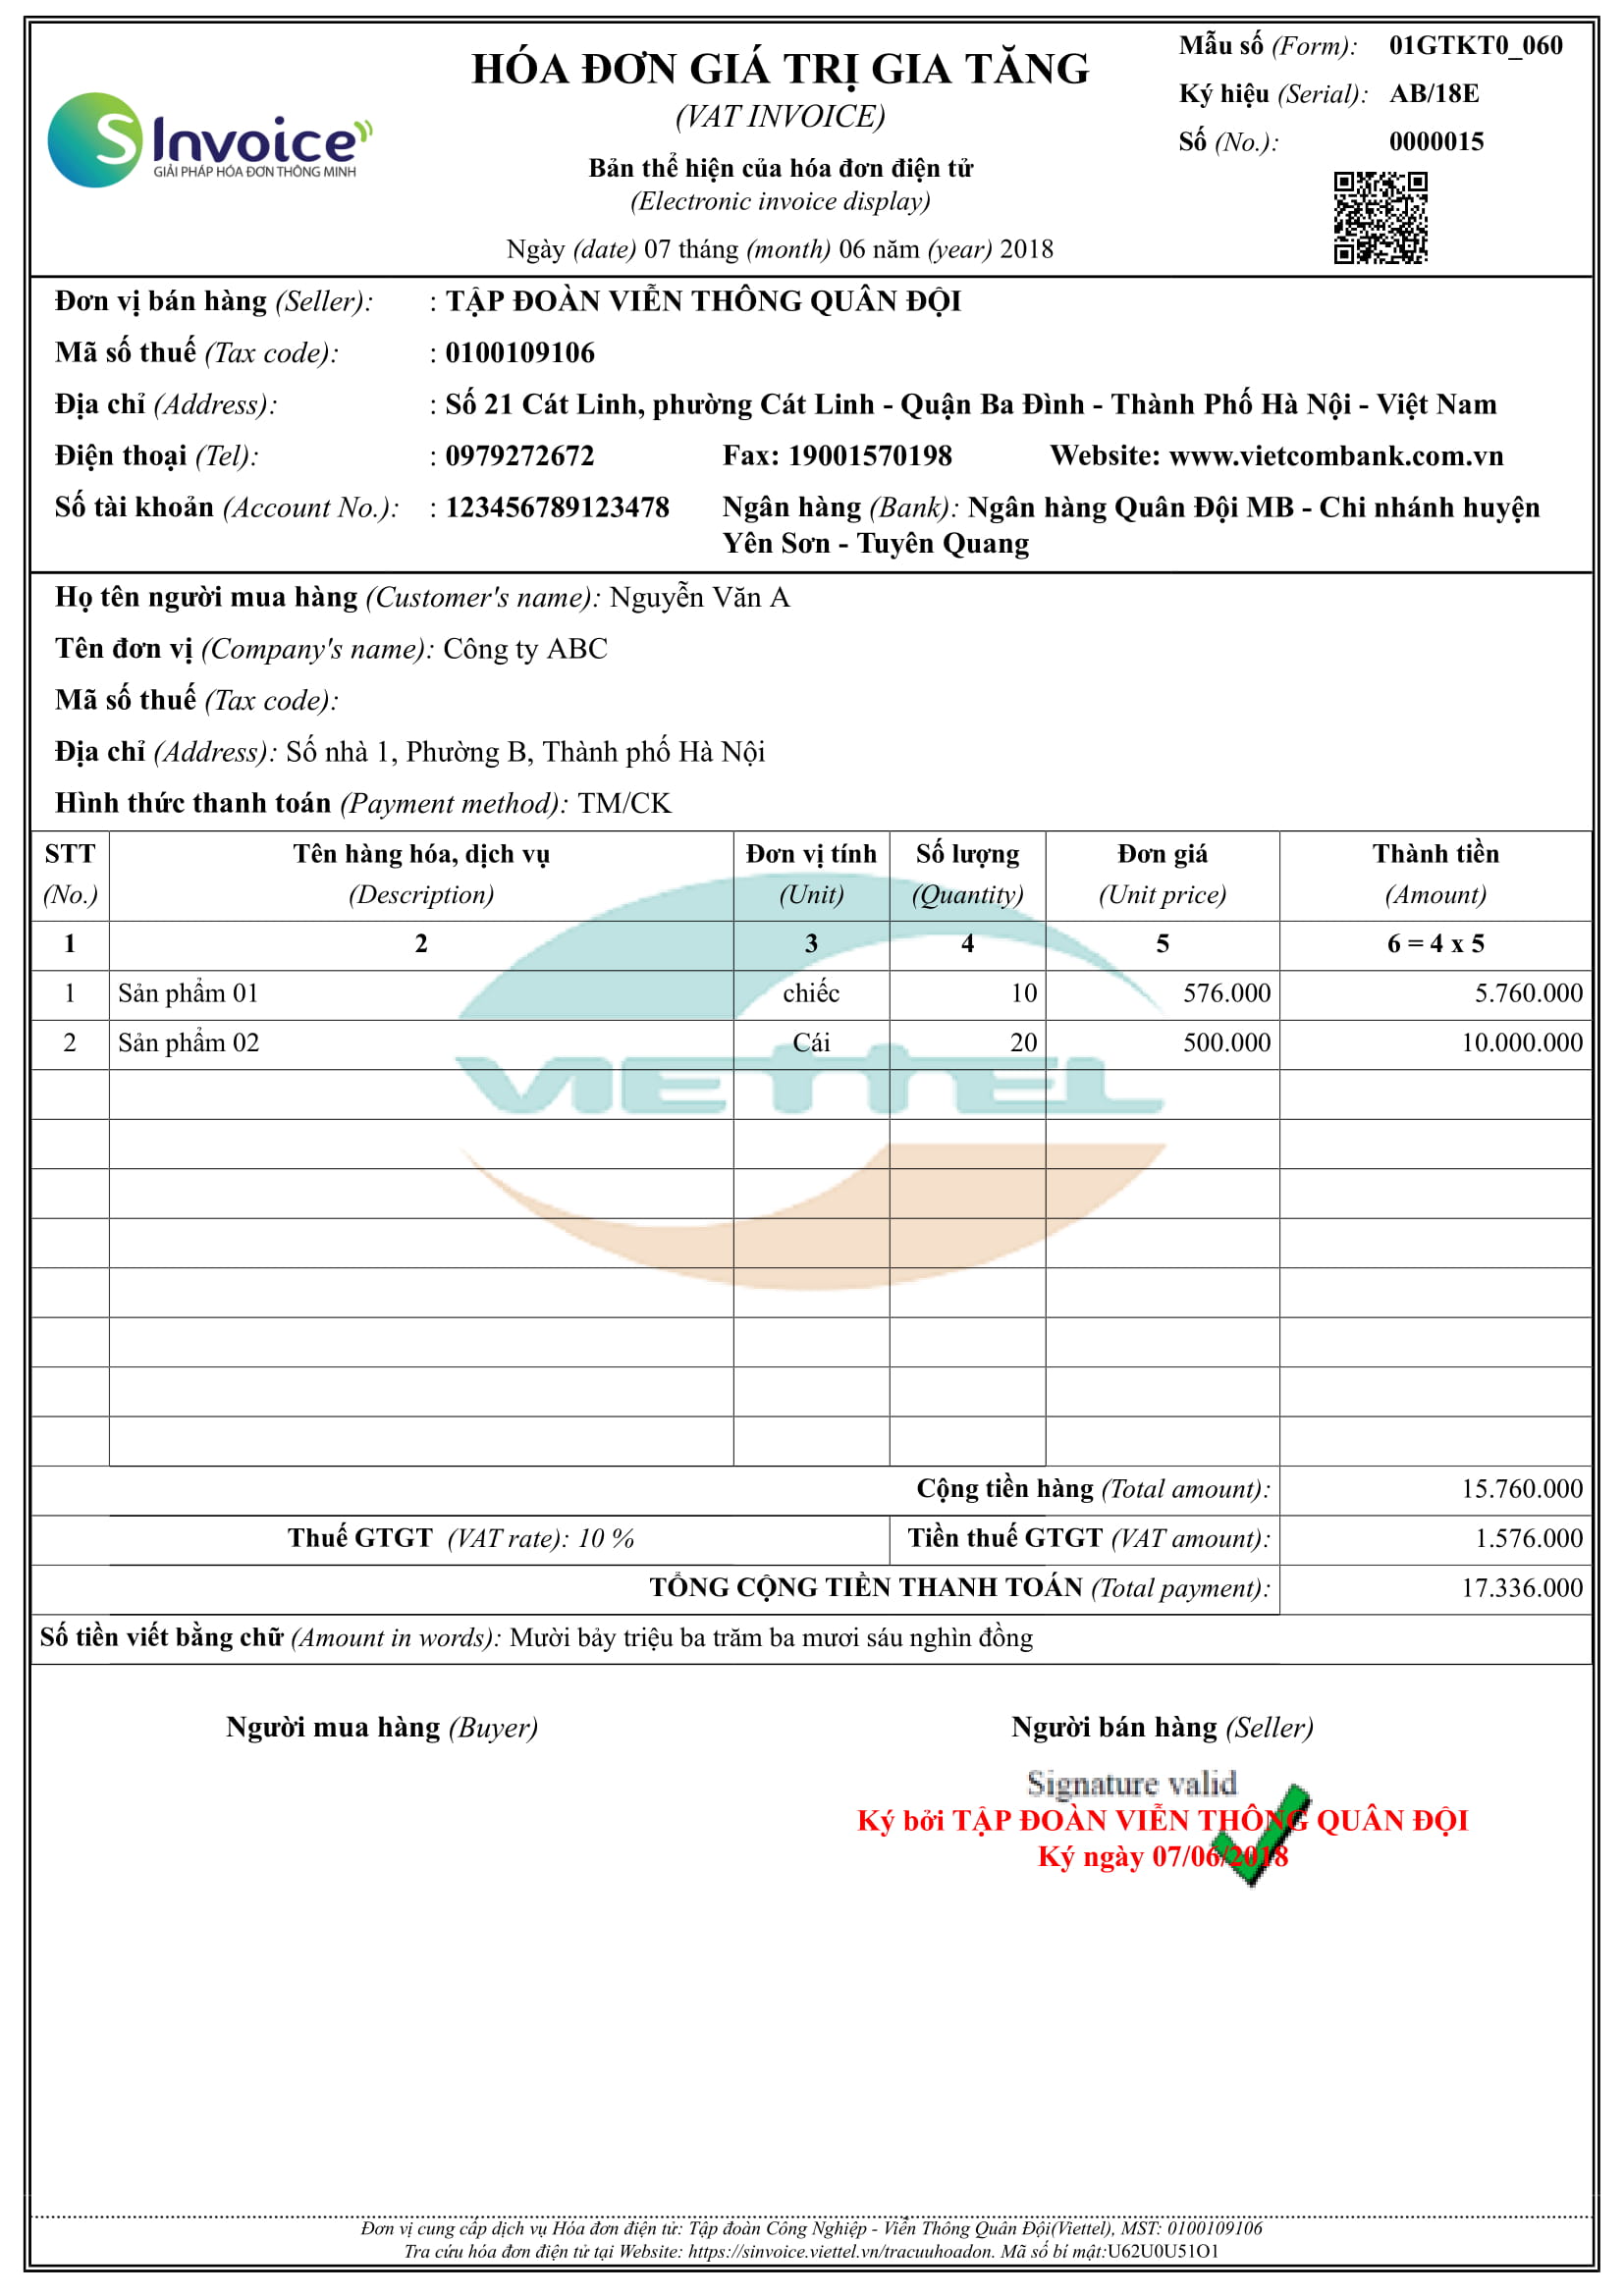 S Invoice
GIẢI PHÁP HÓA ĐƠN THÔNG MINH
HÓA ĐƠN GIÁ TRỊ GIA TĂNG
(VAT INVOICE)
Bản thể hiện của hóa đơn điện tử
(Electronic invoice display)
Ngày (date) 07 tháng (month) 06 năm (year) 2018
Mẫu số (Form): 01GTKT0_060
Ký hiệu (Serial): AB/18E
Số (No.): 0000015
Đơn vị bán hàng (Seller): : TẬP ĐOÀN VIỄN THÔNG QUÂN ĐỘI
Mã số thuế (Tax code): : 0100109106
Địa chỉ (Address): : Số 21 Cát Linh, phường Cát Linh - Quận Ba Đình - Thành Phố Hà Nội - Việt Nam
Điện thoại (Tel): : 0979272672 Fax: 19001570198 Website: www.vietcombank.com.vn
Số tài khoản (Account No.): : 123456789123478 Ngân hàng (Bank): Ngân hàng Quân Đội MB - Chi nhánh huyện
Yên Sơn - Tuyên Quang
Họ tên người mua hàng (Customer's name): Nguyễn Văn A
Tên đơn vị (Company's name): Công ty ABC
Mã số thuế (Tax code):
Địa chỉ (Address): Số nhà 1, Phường B, Thành phố Hà Nội
Hình thức thanh toán (Payment method): TM/CK
STT Tên hàng hóa, dịch vụ Đơn vị tính Số lượng Đơn giá Thành tiền
(No.) (Description) (Unit) (Quantity) (Unit price) (Amount)
1 2 3 4 5 6 = 4 x 5
1 Sản phẩm 01 chiếc 10 576.000 5.760.000
2 Sản phẩm 02 Cái 20 500.000 10.000.000
VIETTEL
Cộng tiền hàng (Total amount): 15.760.000
Thuế GTGT (VAT rate): 10 % Tiền thuế GTGT (VAT amount): 1.576.000
TỔNG CỘNG TIỀN THANH TOÁN (Total payment): 17.336.000
Số tiền viết bằng chữ (Amount in words): Mười bảy triệu ba trăm ba mươi sáu nghìn đồng
Người mua hàng (Buyer) Người bán hàng (Seller)
Signature valid
Ký bởi TẬP ĐOÀN VIỄN THÔNG QUÂN ĐỘI
Ký ngày 07/06/2018
Đơn vị cung cấp dịch vụ Hóa đơn điện tử: Tập đoàn Công Nghiệp - Viễn Thông Quân Đội(Viettel), MST: 0100109106
Tra cứu hóa đơn điện tử tại Website: https://sinvoice.viettel.vn/tracuuhoadon. Mã số bí mật:U62U0U51O1